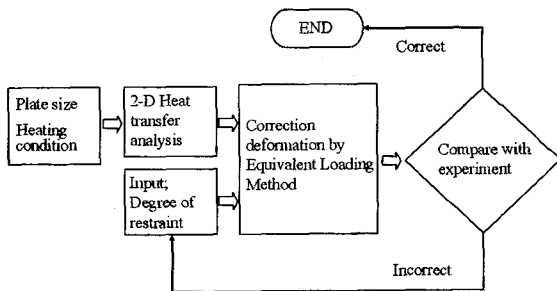 END
Correct
Plate size
Heating
condition
2-D Heat
transfer
analysis
Input;
Degree of
restraint
Correction
deformation by
Equivalent Loading
Method
Compare with
experiment
Incorrect